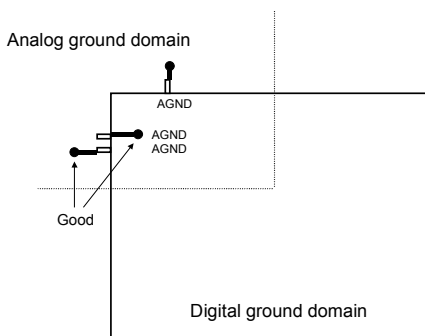 Analog ground domain
AGND
AGND
AGND
Good
Digital ground domain